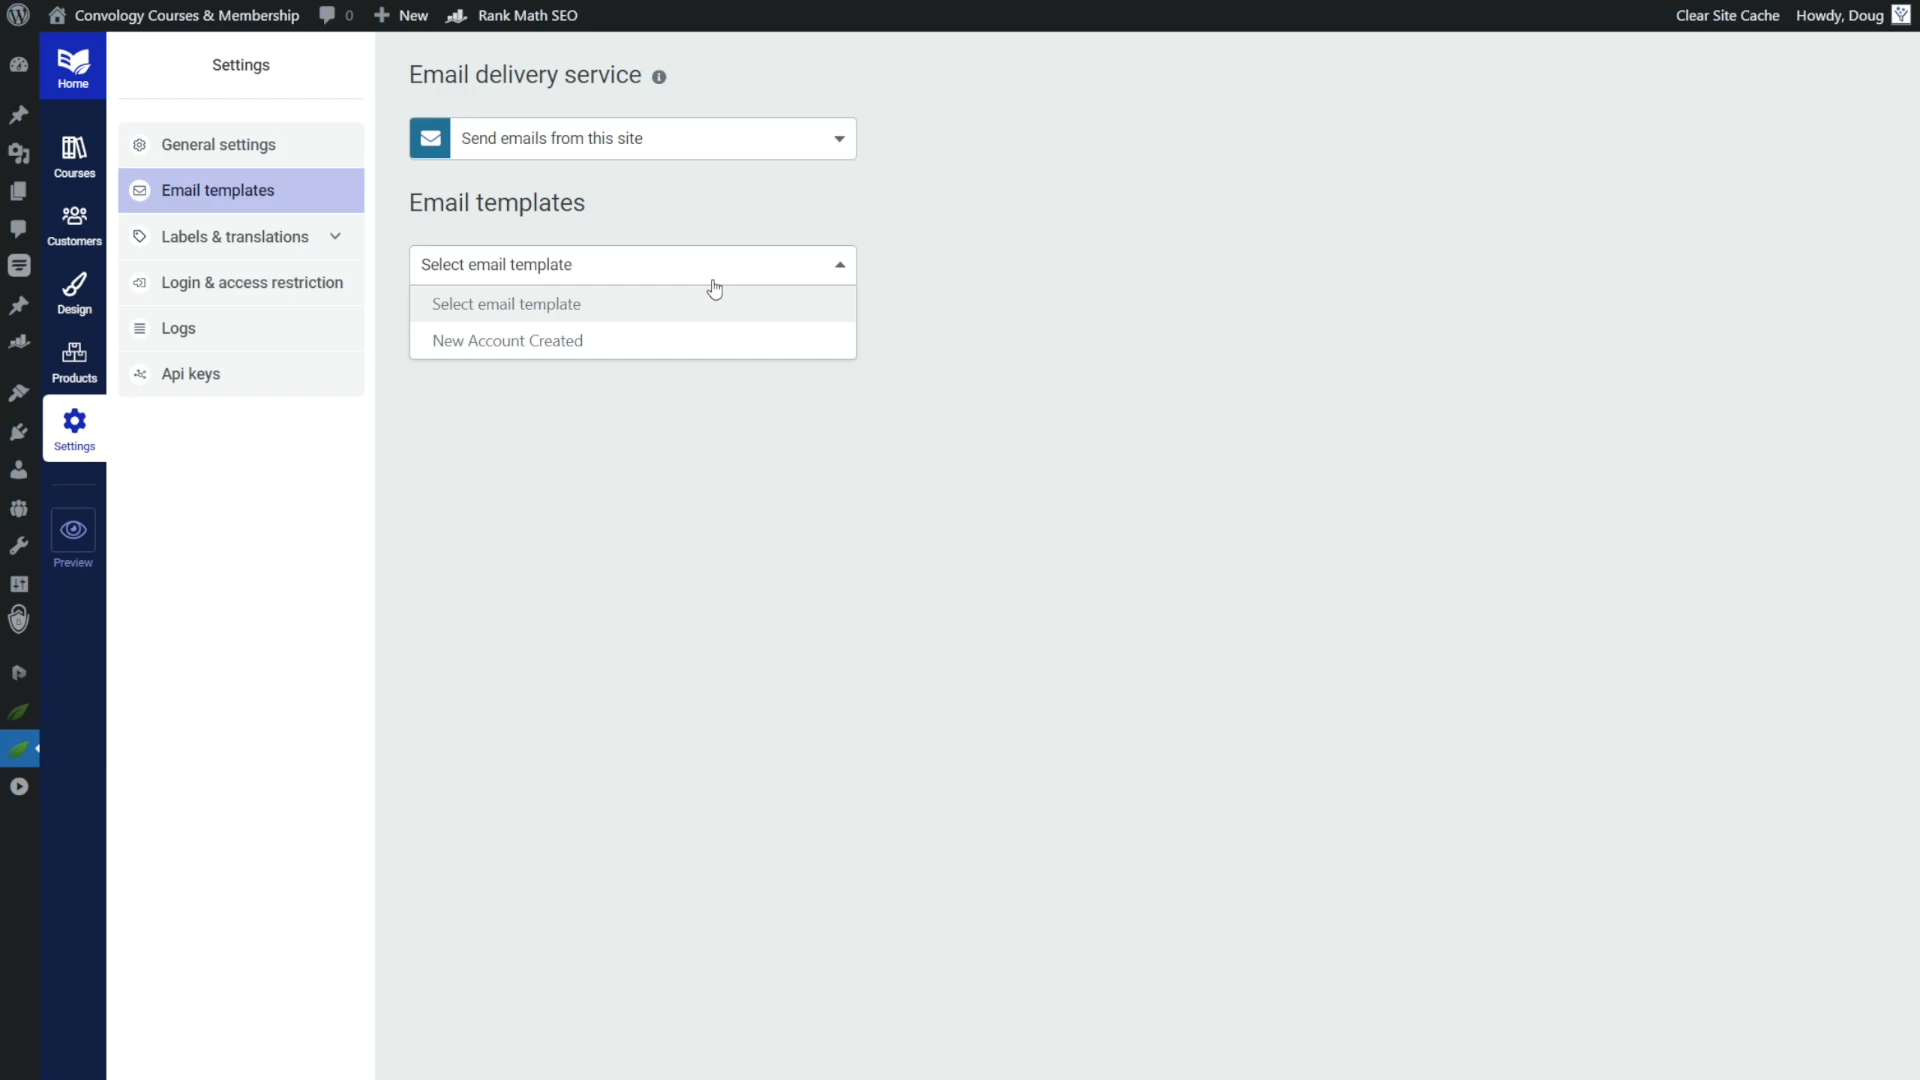 Convology Courses & Membership 0 New Rank Math SEO Clear Site Cache Howdy, Doug
Home
Courses
Customers
Design
Products
Settings
Preview
Settings
General settings
Email templates
Labels & translations
Login & access restriction
Logs
Api keys
Email delivery service
Send emails from this site
Email templates
Select email template
Select email template
New Account Created